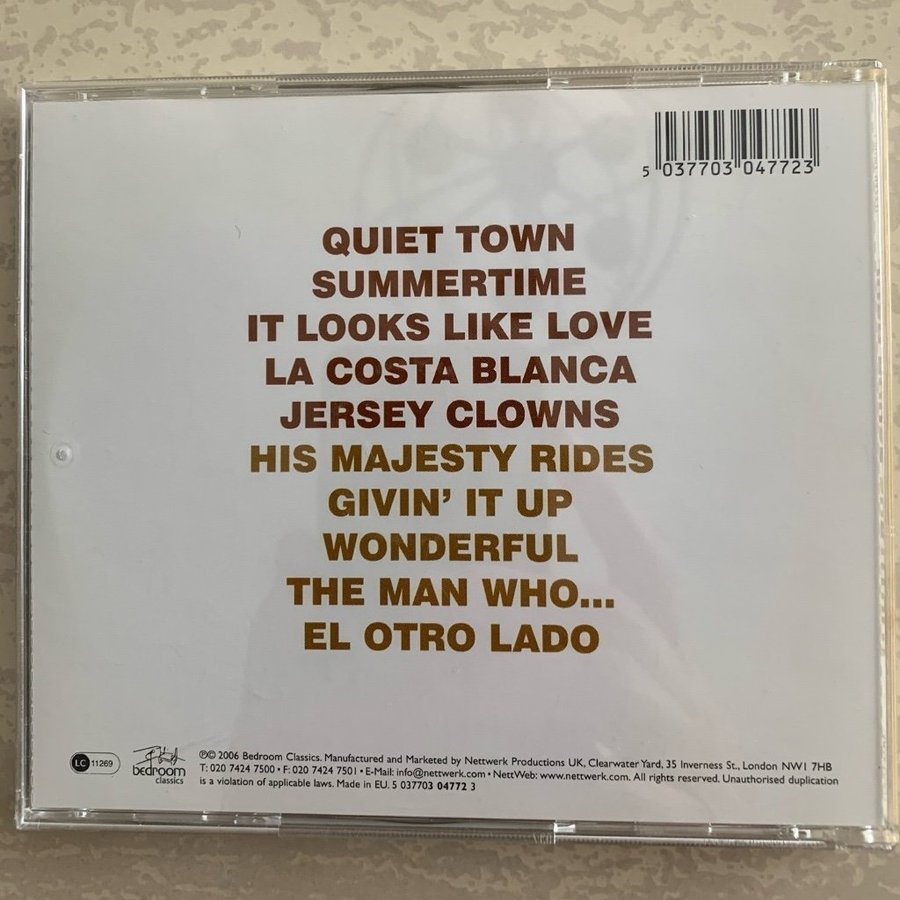 5 037703 047723
QUIET TOWN
SUMMERTIME
IT LOOKS LIKE LOVE
LA COSTA BLANCA
JERSEY CLOWNS
HIS MAJESTY RIDES
GIVIN' IT UP
WONDERFUL
THE MAN WHO...
EL OTRO LADO
LC 11269
bedroom
classics
℗© 2006 Bedroom Classics. Manufactured and Marketed by Nettwerk Productions UK, Clearwater Yard, 35 Inverness St., London NW1 7HB
T: 020 7424 7500 • F: 020 7424 7501 • E-Mail: info@nettwerk.com • NettWeb: www.nettwerk.com. All rights reserved. Unauthorised duplication
is a violation of applicable laws. Made in EU. 5 037703 04772 3